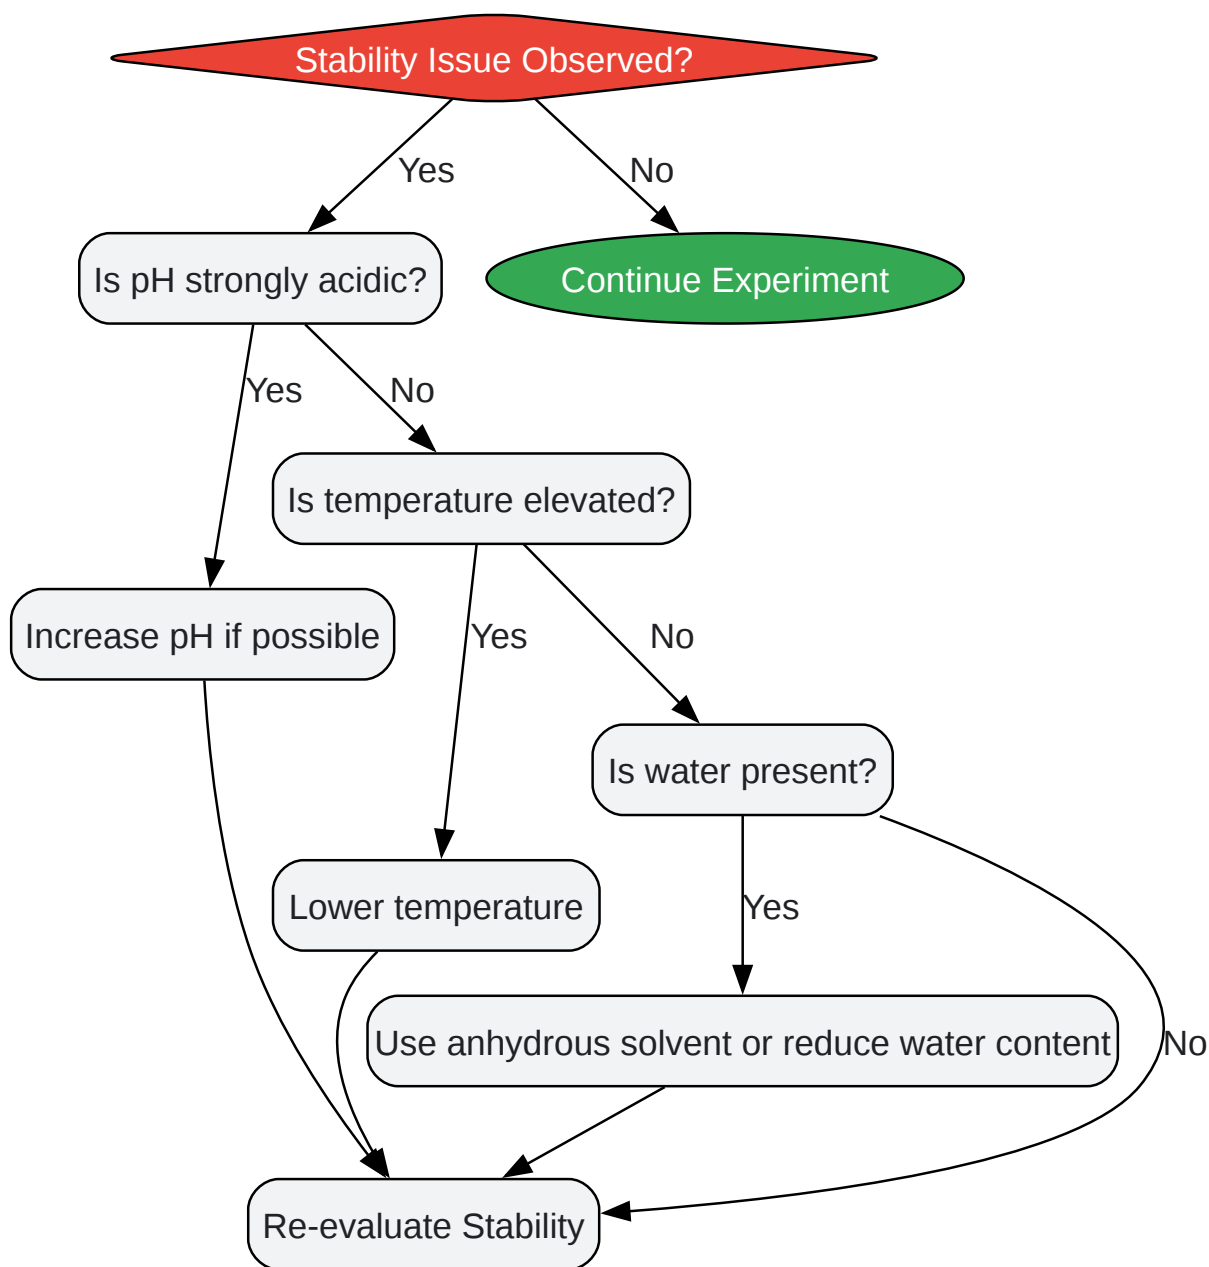 Stability Issue Observed?
Yes
No
Is pH strongly acidic?
Continue Experiment
Yes
No
Is temperature elevated?
Increase pH if possible
Yes
No
Is water present?
Lower temperature
Yes
Use anhydrous solvent or reduce water content
No
Re-evaluate Stability